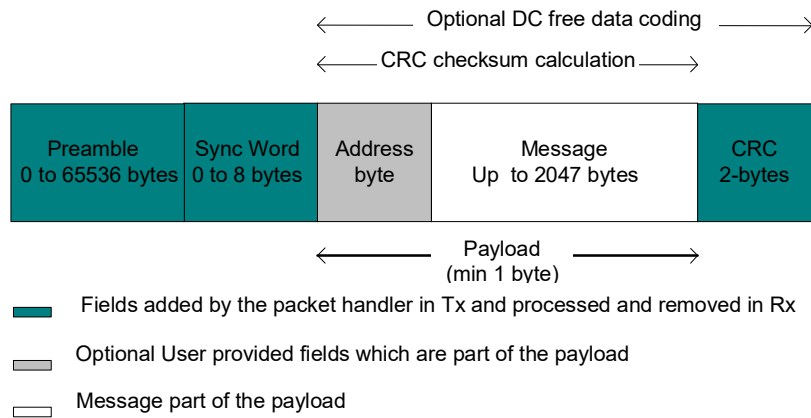 Optional DC free data coding
CRC checksum calculation
Preamble
0 to 65536 bytes
Sync Word
0 to 8 bytes
Address
byte
Message
Up to 2047 bytes
CRC
2-bytes
Payload
(min 1 byte)
Fields added by the packet handler in Tx and processed and removed in Rx
Optional User provided fields which are part of the payload
Message part of the payload